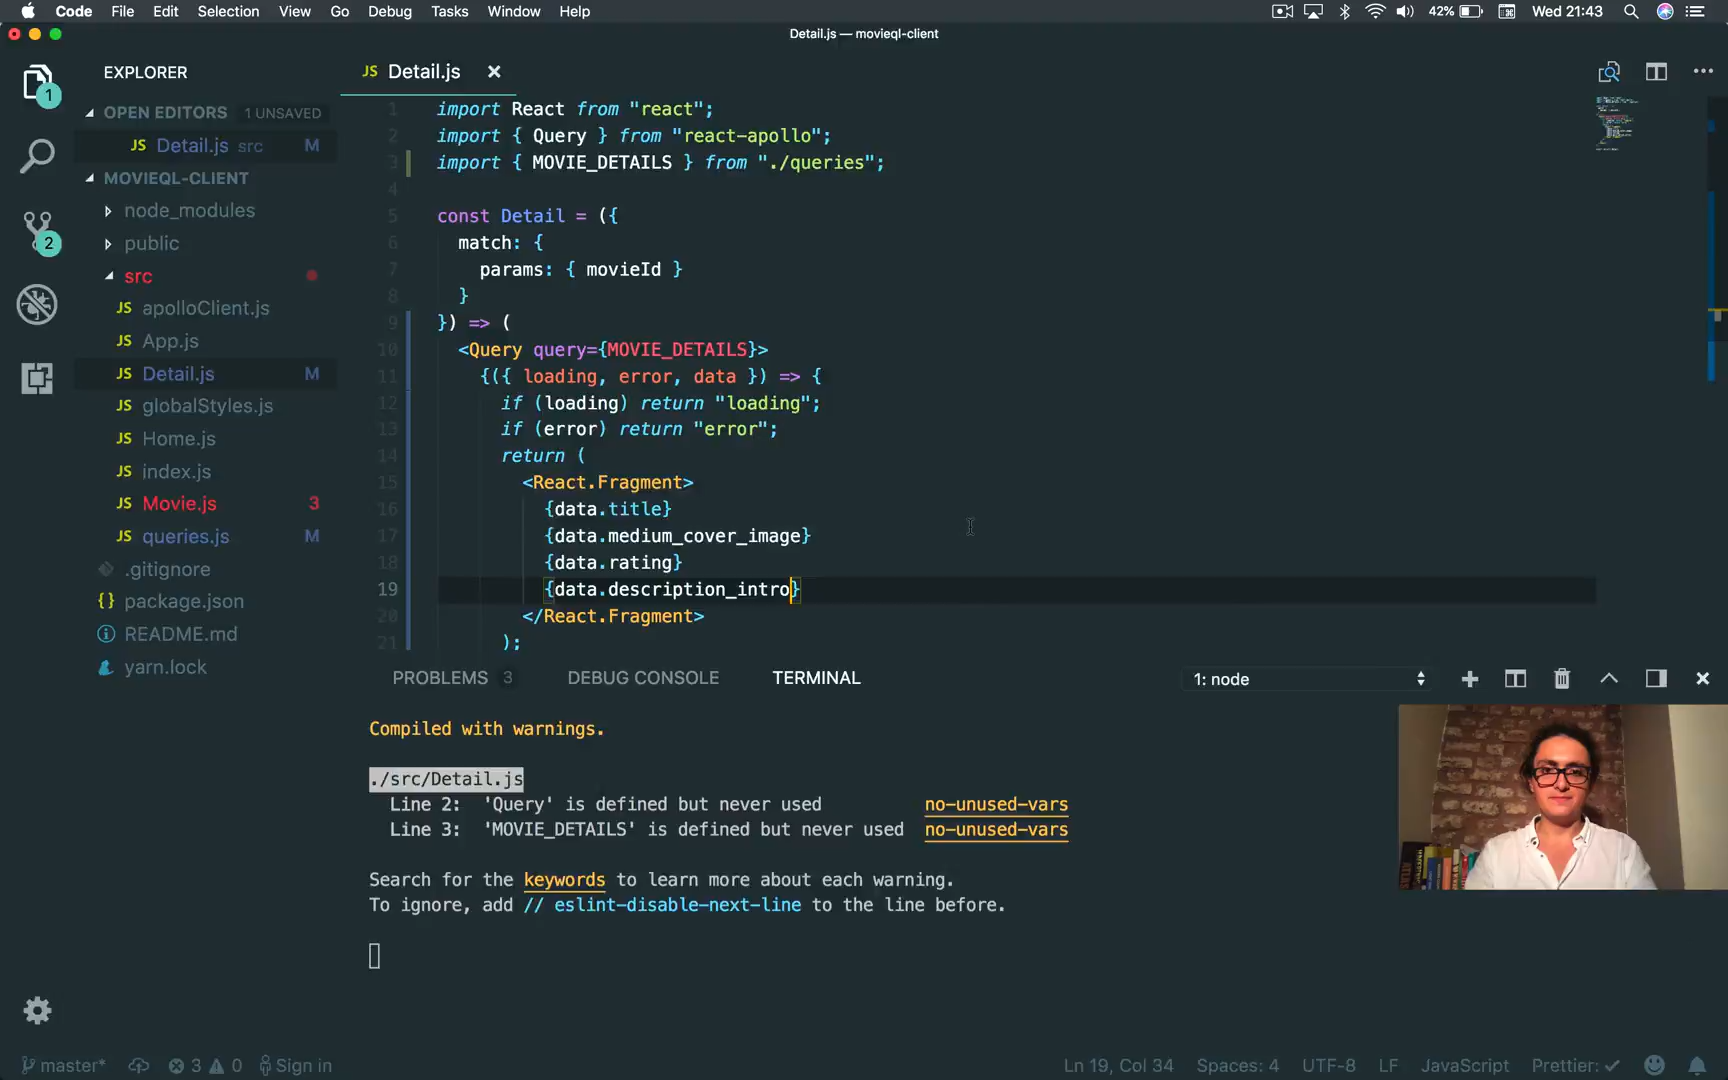 Code File Edit Selection View Go Debug Tasks Window Help 42% Wed 21:43
Detail.js — movieql-client
EXPLORER
OPEN EDITORS 1 UNSAVED
JS Detail.js src M
MOVIEQL-CLIENT
node_modules
public
src
JS apolloClient.js
JS App.js
JS Detail.js M
JS globalStyles.js
JS Home.js
JS index.js
JS Movie.js 3
JS queries.js M
.gitignore
{} package.json
README.md
yarn.lock
1
2
JS Detail.js
1 import React from "react";
2 import { Query } from "react-apollo";
3 import { MOVIE_DETAILS } from "./queries";
4
5 const Detail = ({
6 match: {
7 params: { movieId }
8 }
9 }) => (
10 <Query query={MOVIE_DETAILS}>
11 {({ loading, error, data }) => {
12 if (loading) return "loading";
13 if (error) return "error";
14 return (
15 <React.Fragment>
16 {data.title}
17 {data.medium_cover_image}
18 {data.rating}
19 {data.description_intro}
20 </React.Fragment>
21 );
PROBLEMS 3 DEBUG CONSOLE TERMINAL 1: node
Compiled with warnings.
./src/Detail.js
Line 2: 'Query' is defined but never used no-unused-vars
Line 3: 'MOVIE_DETAILS' is defined but never used no-unused-vars
Search for the keywords to learn more about each warning.
To ignore, add // eslint-disable-next-line to the line before.
master* 3 0 Sign in Ln 19, Col 34 Spaces: 4 UTF-8 LF JavaScript Prettier: ✓